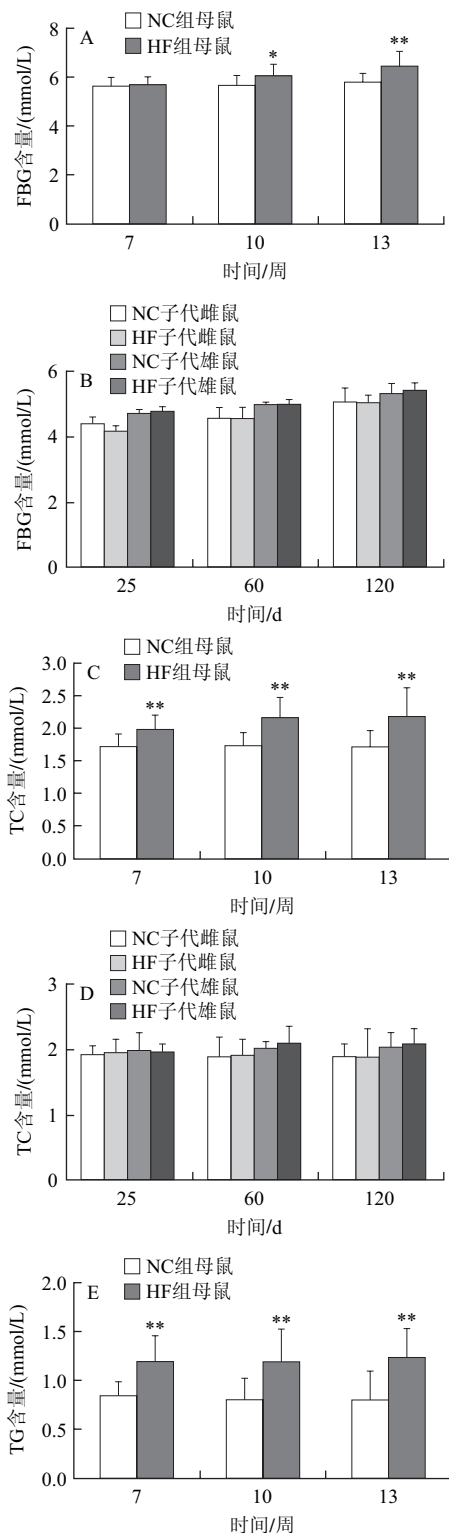 A
NC组母鼠
HF组母鼠
8
6
4
2
0
*
**
FBG含量/(mmol/L)
7 10 13
时间/周
B
NC子代雌鼠
HF子代雌鼠
NC子代雄鼠
HF子代雄鼠
6
4
2
0
FBG含量/(mmol/L)
25 60 120
时间/d
C
NC组母鼠
HF组母鼠
3.0
2.5
2.0
1.5
1.0
0.5
0.0
** ** **
TC含量/(mmol/L)
7 10 13
时间/周
D
NC子代雌鼠
HF子代雌鼠
NC子代雄鼠
HF子代雄鼠
3
2
1
0
TC含量/(mmol/L)
25 60 120
时间/d
E
NC组母鼠
HF组母鼠
2.0
1.5
1.0
0.5
0.0
** ** **
TG含量/(mmol/L)
7 10 13
时间/周